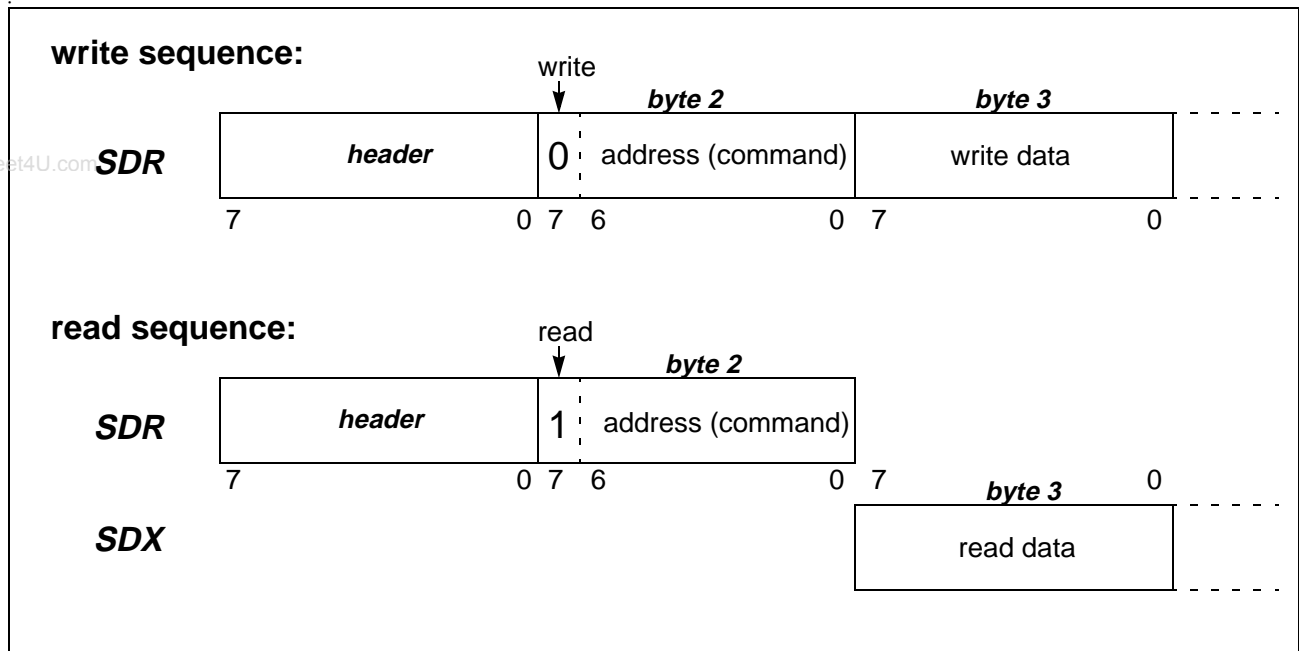 write sequence:
write
byte 2 byte 3
eet4U.com SDR header 0 address (command) write data
7 0 7 6 0 7 0
read sequence:
read
byte 2
SDR header 1 address (command)
7 0 7 6 0 7 0
byte 3
SDX read data